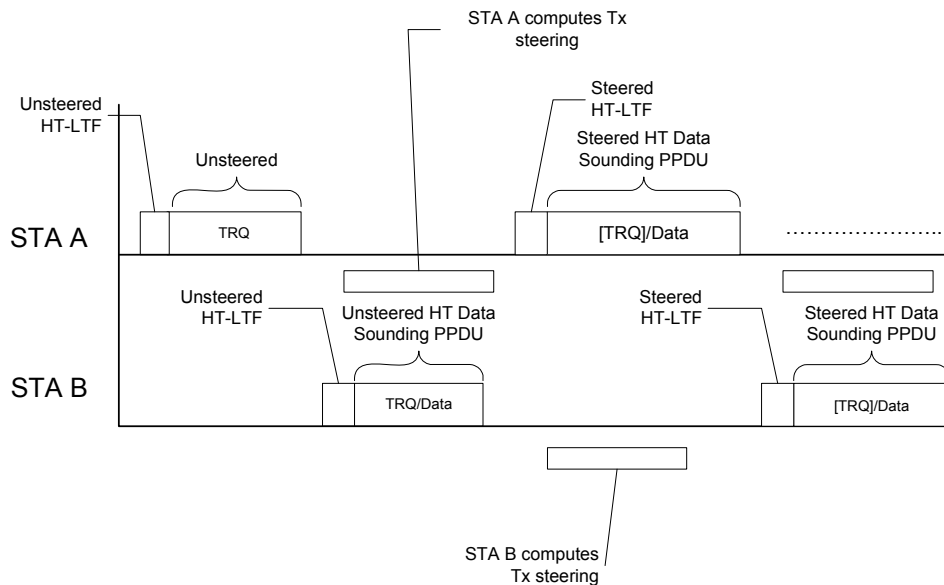 STA A computes Tx
steering
Unsteered
HT-LTF
Steered
HT-LTF
Unsteered
Steered HT Data
Sounding PPDU
STA A
TRQ
[TRQ]/Data
Unsteered
HT-LTF
Unsteered HT Data
Sounding PPDU
Steered
HT-LTF
Steered HT Data
Sounding PPDU
STA B
TRQ/Data
[TRQ]/Data
STA B computes
Tx steering